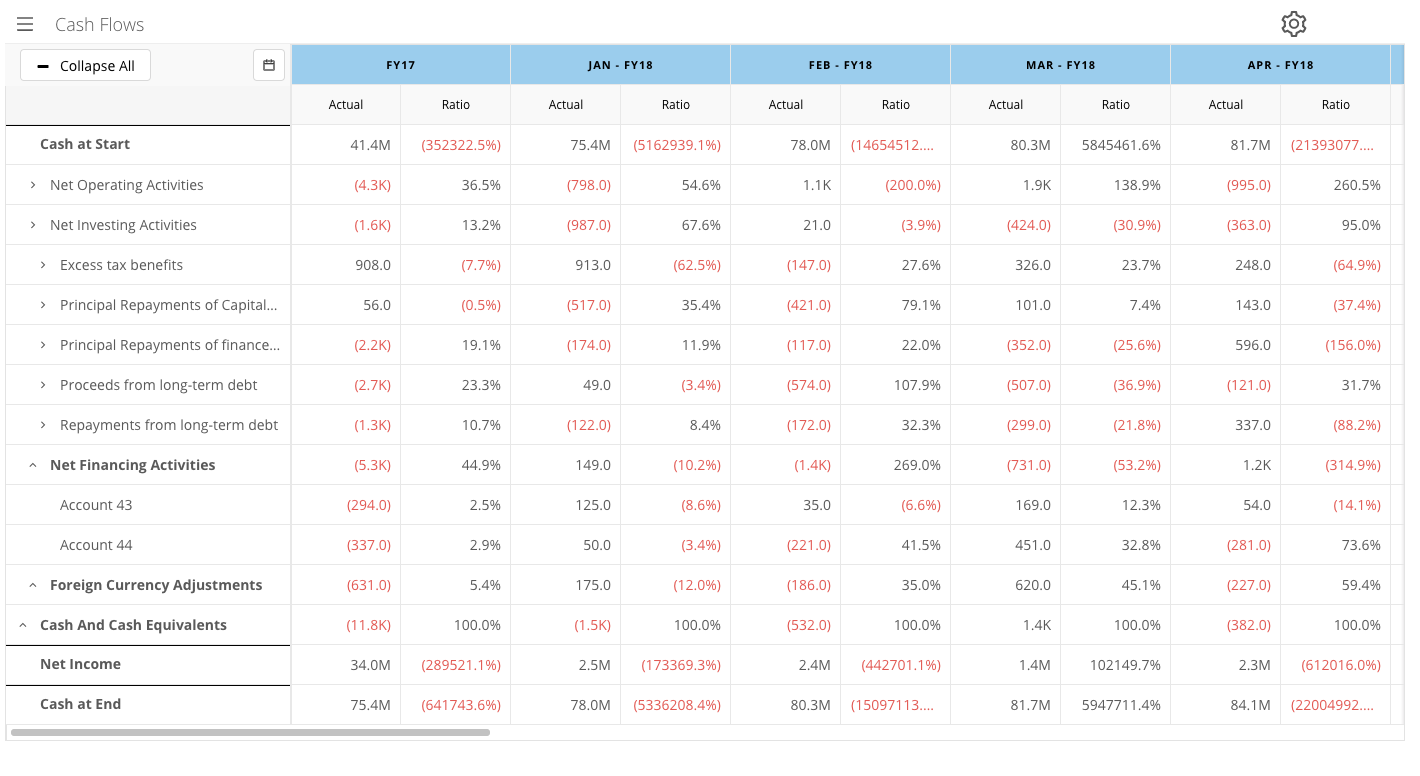 Cash Flows
Collapse All FY17 JAN - FY18 FEB - FY18 MAR - FY18 APR - FY18
Actual Ratio Actual Ratio Actual Ratio Actual Ratio Actual Ratio
Cash at Start 41.4M (352322.5%) 75.4M (5162939.1%) 78.0M (14654512.... 80.3M 5845461.6% 81.7M (21393077....
Net Operating Activities (4.3K) 36.5% (798.0) 54.6% 1.1K (200.0%) 1.9K 138.9% (995.0) 260.5%
Net Investing Activities (1.6K) 13.2% (987.0) 67.6% 21.0 (3.9%) (424.0) (30.9%) (363.0) 95.0%
Excess tax benefits 908.0 (7.7%) 913.0 (62.5%) (147.0) 27.6% 326.0 23.7% 248.0 (64.9%)
Principal Repayments of Capital... 56.0 (0.5%) (517.0) 35.4% (421.0) 79.1% 101.0 7.4% 143.0 (37.4%)
Principal Repayments of finance... (2.2K) 19.1% (174.0) 11.9% (117.0) 22.0% (352.0) (25.6%) 596.0 (156.0%)
Proceeds from long-term debt (2.7K) 23.3% 49.0 (3.4%) (574.0) 107.9% (507.0) (36.9%) (121.0) 31.7%
Repayments from long-term debt (1.3K) 10.7% (122.0) 8.4% (172.0) 32.3% (299.0) (21.8%) 337.0 (88.2%)
Net Financing Activities (5.3K) 44.9% 149.0 (10.2%) (1.4K) 269.0% (731.0) (53.2%) 1.2K (314.9%)
Account 43 (294.0) 2.5% 125.0 (8.6%) 35.0 (6.6%) 169.0 12.3% 54.0 (14.1%)
Account 44 (337.0) 2.9% 50.0 (3.4%) (221.0) 41.5% 451.0 32.8% (281.0) 73.6%
Foreign Currency Adjustments (631.0) 5.4% 175.0 (12.0%) (186.0) 35.0% 620.0 45.1% (227.0) 59.4%
Cash And Cash Equivalents (11.8K) 100.0% (1.5K) 100.0% (532.0) 100.0% 1.4K 100.0% (382.0) 100.0%
Net Income 34.0M (289521.1%) 2.5M (173369.3%) 2.4M (442701.1%) 1.4M 102149.7% 2.3M (612016.0%)
Cash at End 75.4M (641743.6%) 78.0M (5336208.4%) 80.3M (15097113.... 81.7M 5947711.4% 84.1M (22004992....